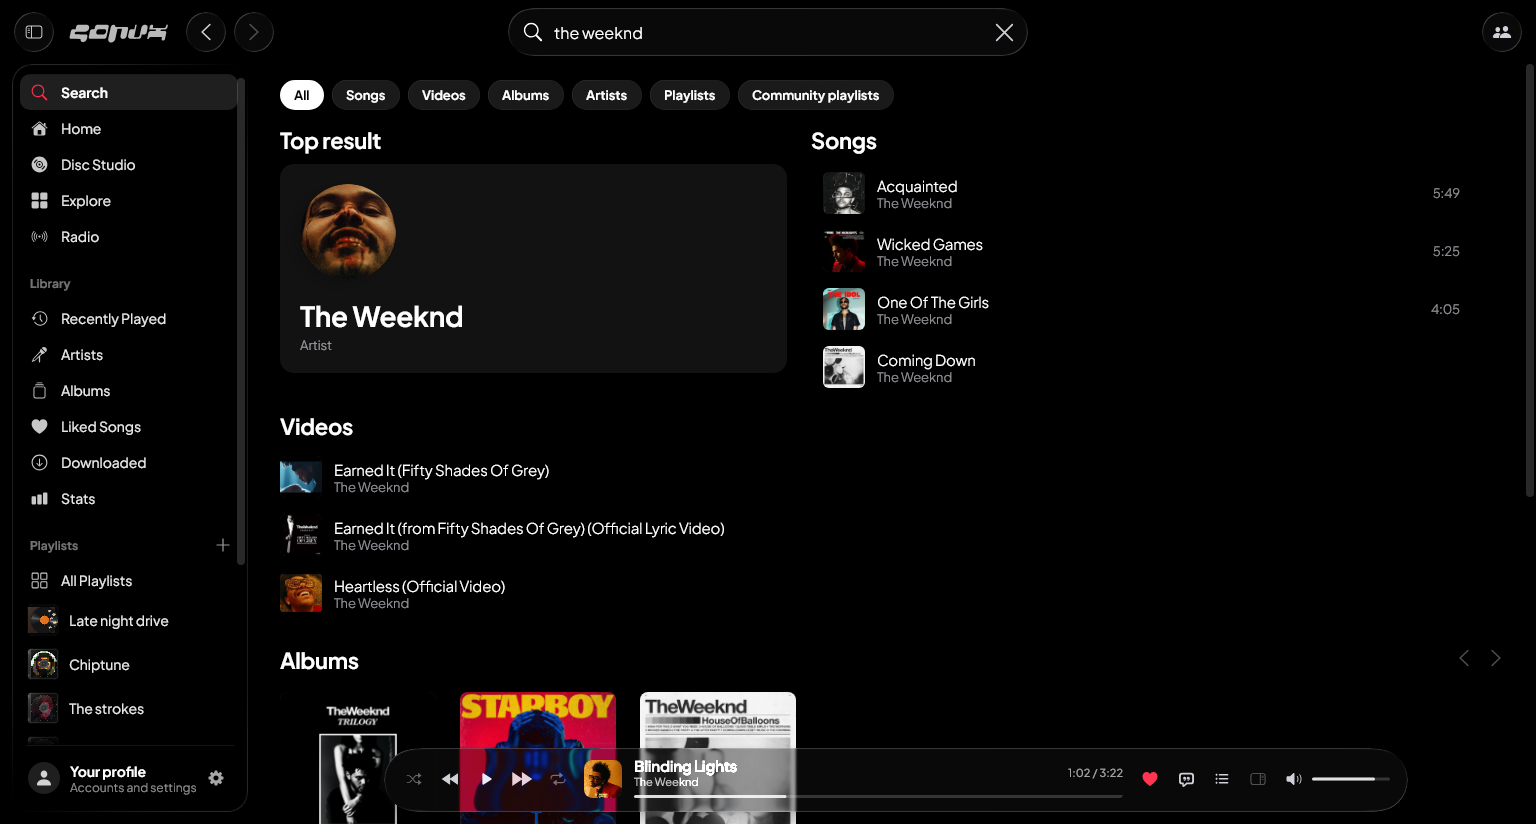 the weeknd
Search
Home
Disc Studio
Explore
Radio
Library
Recently Played
Artists
Albums
Liked Songs
Downloaded
Stats
Playlists
All Playlists
Late night drive
Chiptune
The strokes
Your profile
Accounts and settings
All
Songs
Videos
Albums
Artists
Playlists
Community playlists
Top result
The Weeknd
Artist
Songs
Acquainted
The Weeknd
5:49
Wicked Games
The Weeknd
5:25
One Of The Girls
The Weeknd
4:05
Coming Down
The Weeknd
Videos
Earned It (Fifty Shades Of Grey)
The Weeknd
Earned It (from Fifty Shades Of Grey) (Official Lyric Video)
The Weeknd
Heartless (Official Video)
The Weeknd
Albums
TheWeeknd
TRILOGY
STARBOY
TheWeeknd
HouseOfBalloons
Blinding Lights
The Weeknd
1:02 / 3:22